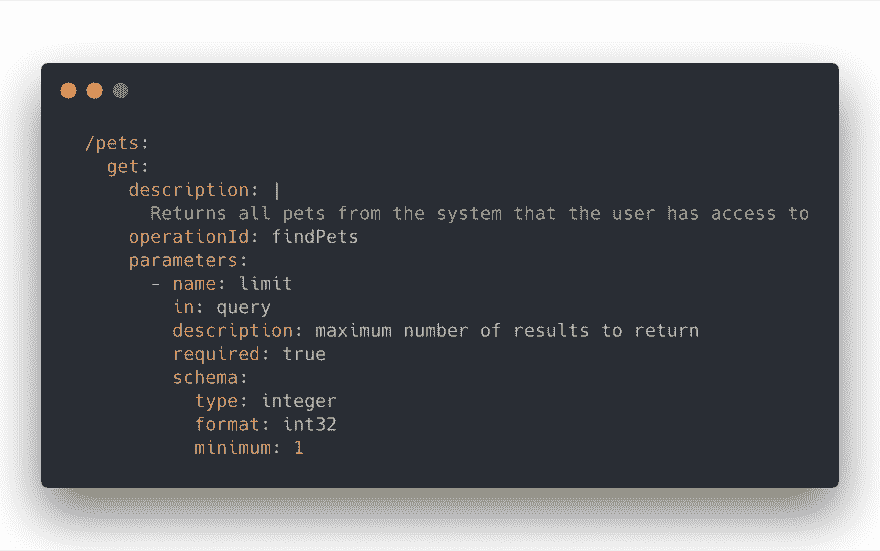 /pets:
  get:
    description: |
      Returns all pets from the system that the user has access to
    operationId: findPets
    parameters:
      - name: limit
        in: query
        description: maximum number of results to return
        required: true
        schema:
          type: integer
          format: int32
          minimum: 1